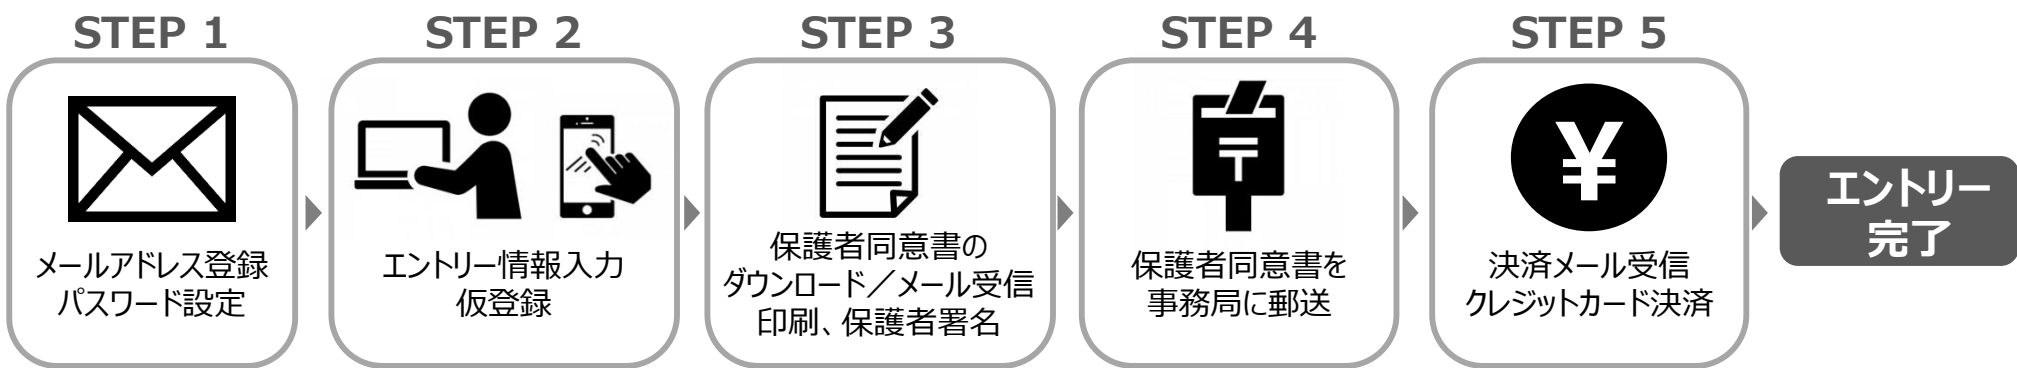 STEP 1
メールアドレス登録
パスワード設定
STEP 2
エントリー情報入力
仮登録
STEP 3
保護者同意書の
ダウンロード／メール受信
印刷、保護者署名
STEP 4
〒
保護者同意書を
事務局に郵送
STEP 5
¥
決済メール受信
クレジットカード決済
エントリー
完了